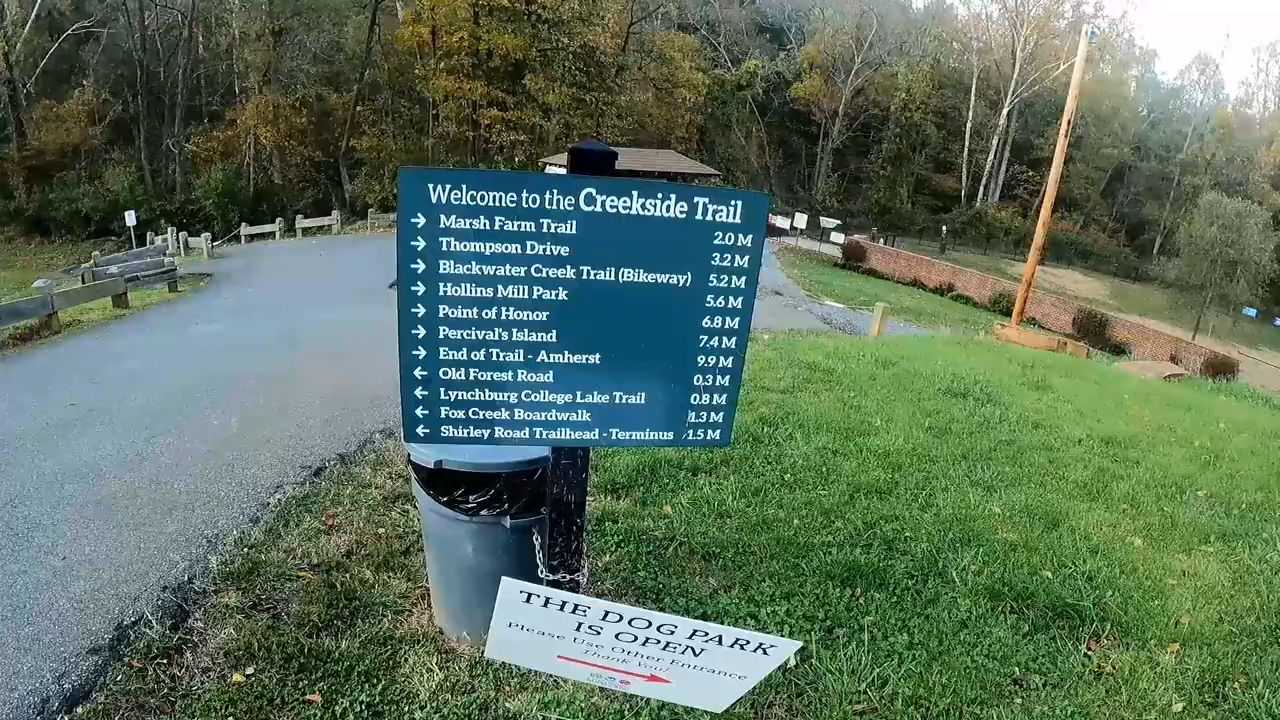 Welcome to the Creekside Trail
→ Marsh Farm Trail 2.0 M
→ Thompson Drive 3.2 M
→ Blackwater Creek Trail (Bikeway) 5.2 M
→ Hollins Mill Park 5.6 M
→ Point of Honor 6.8 M
→ Percival's Island 7.4 M
→ End of Trail - Amherst 9.9 M
← Old Forest Road 0.3 M
← Lynchburg College Lake Trail 0.8 M
← Fox Creek Boardwalk 1.3 M
← Shirley Road Trailhead - Terminus 1.5 M
THE DOG PARK
IS OPEN
Please Use Other Entrance
Thank You!